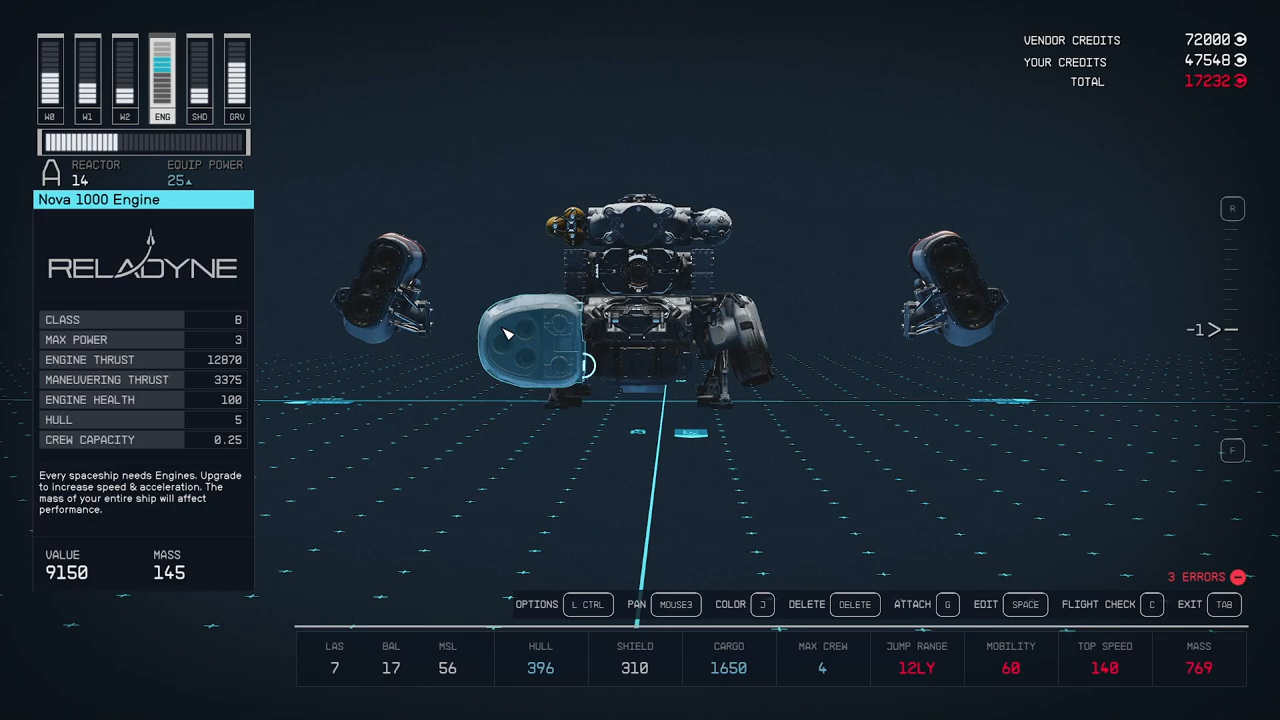 VENDOR CREDITS 72000
YOUR CREDITS 47548
TOTAL 17232
W0 W1 W2 ENG SHD GRV
A REACTOR EQUIP POWER
14 25
Nova 1000 Engine
RELADYNE
CLASS B
MAX POWER 3
ENGINE THRUST 12870
MANEUVERING THRUST 3375
ENGINE HEALTH 100
HULL 5
CREW CAPACITY 0.25
Every spaceship needs Engines. Upgrade
to increase speed & acceleration. The
mass of your entire ship will affect
performance.
VALUE MASS
9150 145
R
-1
F
3 ERRORS
OPTIONS L CTRL PAN MOUSE3 COLOR J DELETE DELETE ATTACH G EDIT SPACE FLIGHT CHECK C EXIT TAB
LAS BAL MSL HULL SHIELD CARGO MAX CREW JUMP RANGE MOBILITY TOP SPEED MASS
7 17 56 396 310 1650 4 12LY 60 140 769